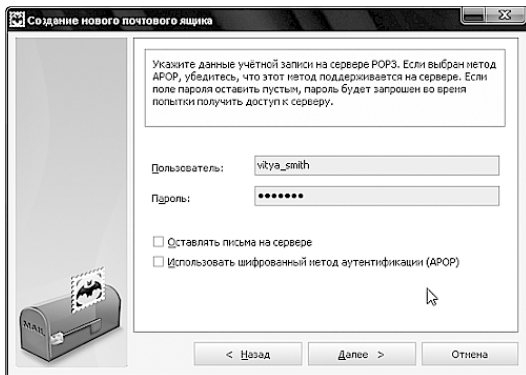 Создание нового почтового ящика
Укажите данные учётной записи на сервере POP3. Если выбран метод
APOP, убедитесь, что этот метод поддерживается на сервере. Если
поле пароля оставить пустым, пароль будет запрошен во время
попытки получить доступ к серверу.
Пользователь:
vitya_smith
Пароль:
•••••••
Оставлять письма на сервере
Использовать шифрованный метод аутентификации (APOP)
MAIL
< Назад
Далее >
Отмена